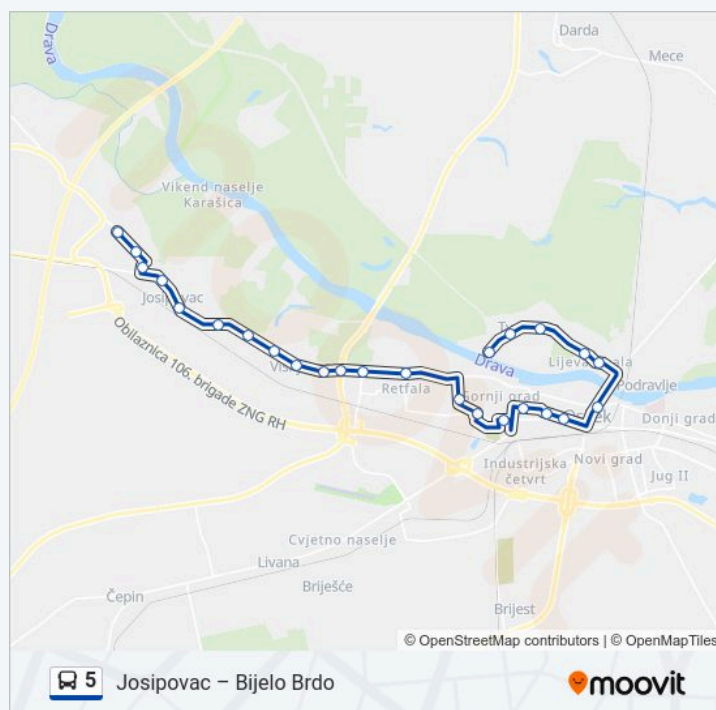 Drava
Darda
Mece
Vikend naselje
Karašica
Josipovac
Obilaznica 106. brigade ZNG RH
Drava
Podravlje
Retfala
Gornji grad
Donji grad
Industrijska
četvrt
Novi grad
Jug II
Cvjetno naselje
Livana
Briješće
Čepin
Brijest
© OpenStreetMap contributors | © OpenMapTiles
5
Josipovac – Bijelo Brdo
moovit